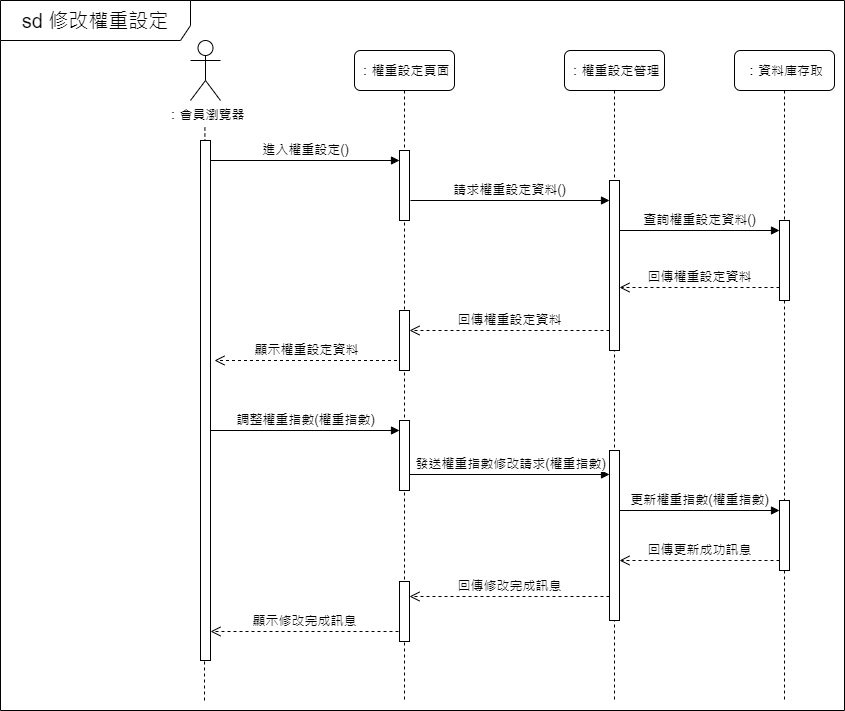 sd 修改權重設定
：會員瀏覽器
：權重設定頁面
：權重設定管理
：資料庫存取
進入權重設定()
請求權重設定資料()
查詢權重設定資料()
回傳權重設定資料
回傳權重設定資料
顯示權重設定資料
調整權重指數(權重指數)
發送權重指數修改請求(權重指數)
更新權重指數(權重指數)
回傳更新成功訊息
回傳修改完成訊息
顯示修改完成訊息